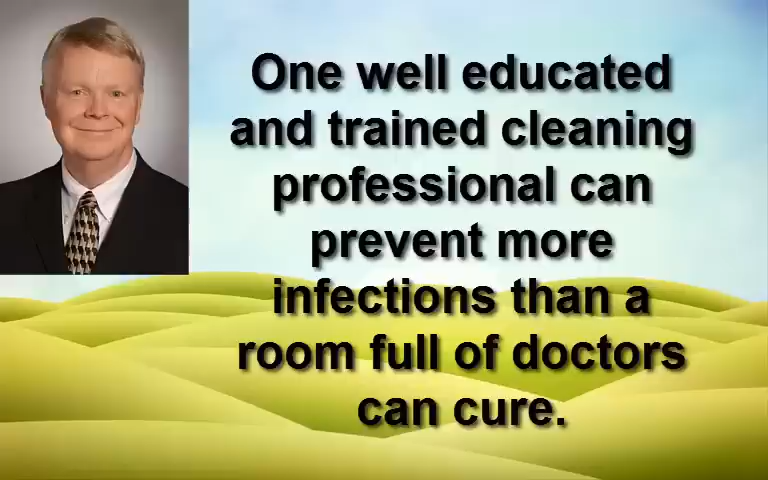 One well educated
and trained cleaning
professional can
prevent more
infections than a
room full of doctors
can cure.